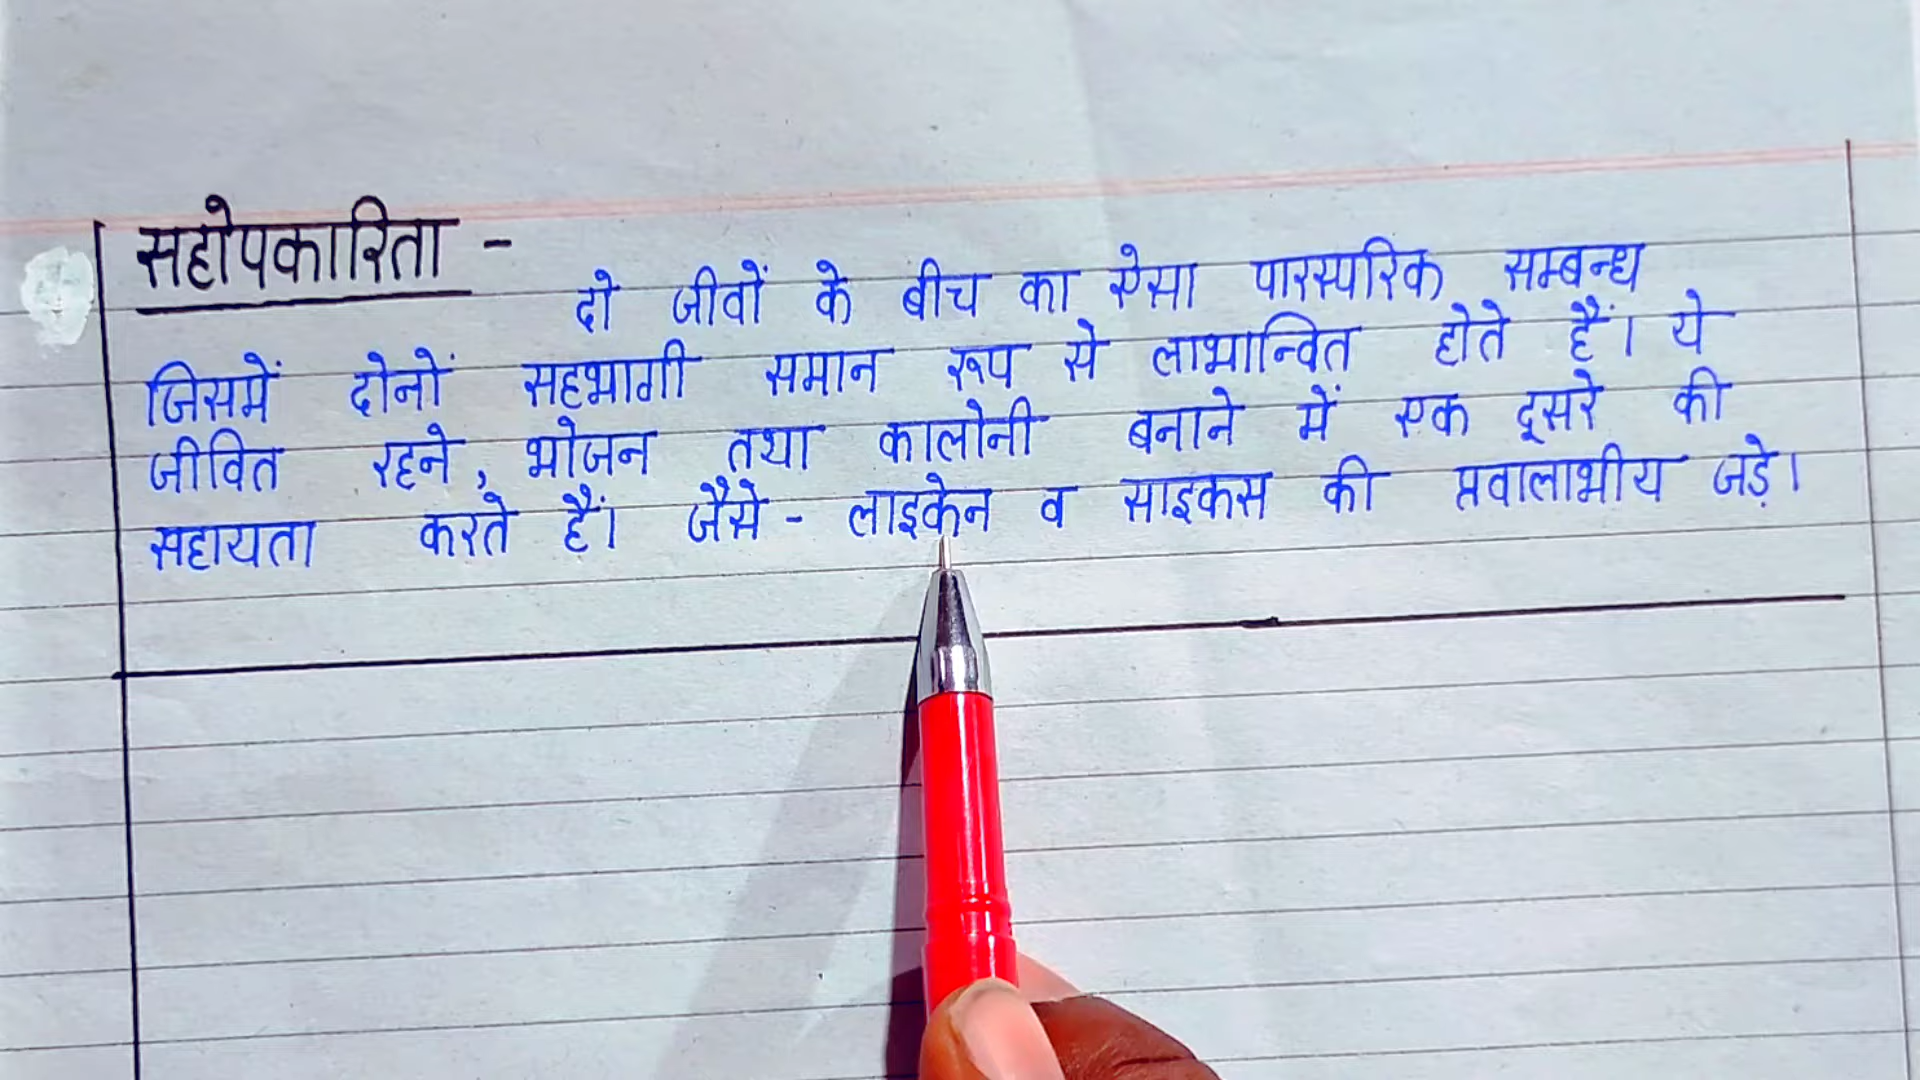 सहोपकारिता -
दो जीवों के बीच का ऐसा पारस्परिक सम्बन्ध
जिसमें दोनों सहभागी समान रूप से लाभान्वित होते हैं। ये
जीवित रहने, भोजन तथा कालोनी बनाने में एक दूसरे की
सहायता करते हैं। जैसे - लाइकेन व साइकस की प्रवालाभीय जड़े।